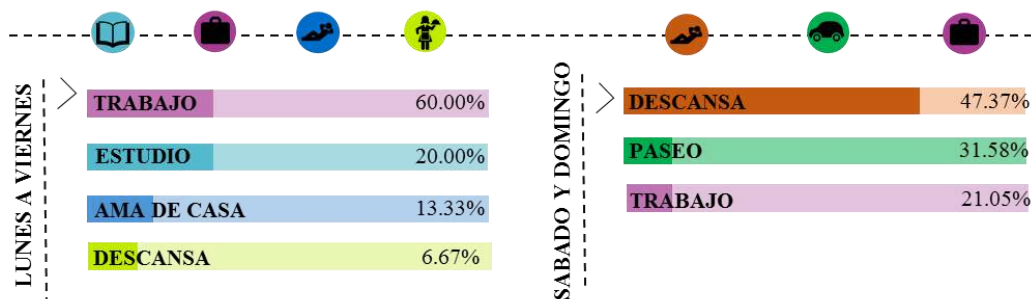 LUNES A VIERNES
TRABAJO 60.00%
ESTUDIO 20.00%
AMA DE CASA 13.33%
DESCANSA 6.67%
SABADO Y DOMINGO
DESCANSA 47.37%
PASEO 31.58%
TRABAJO 21.05%